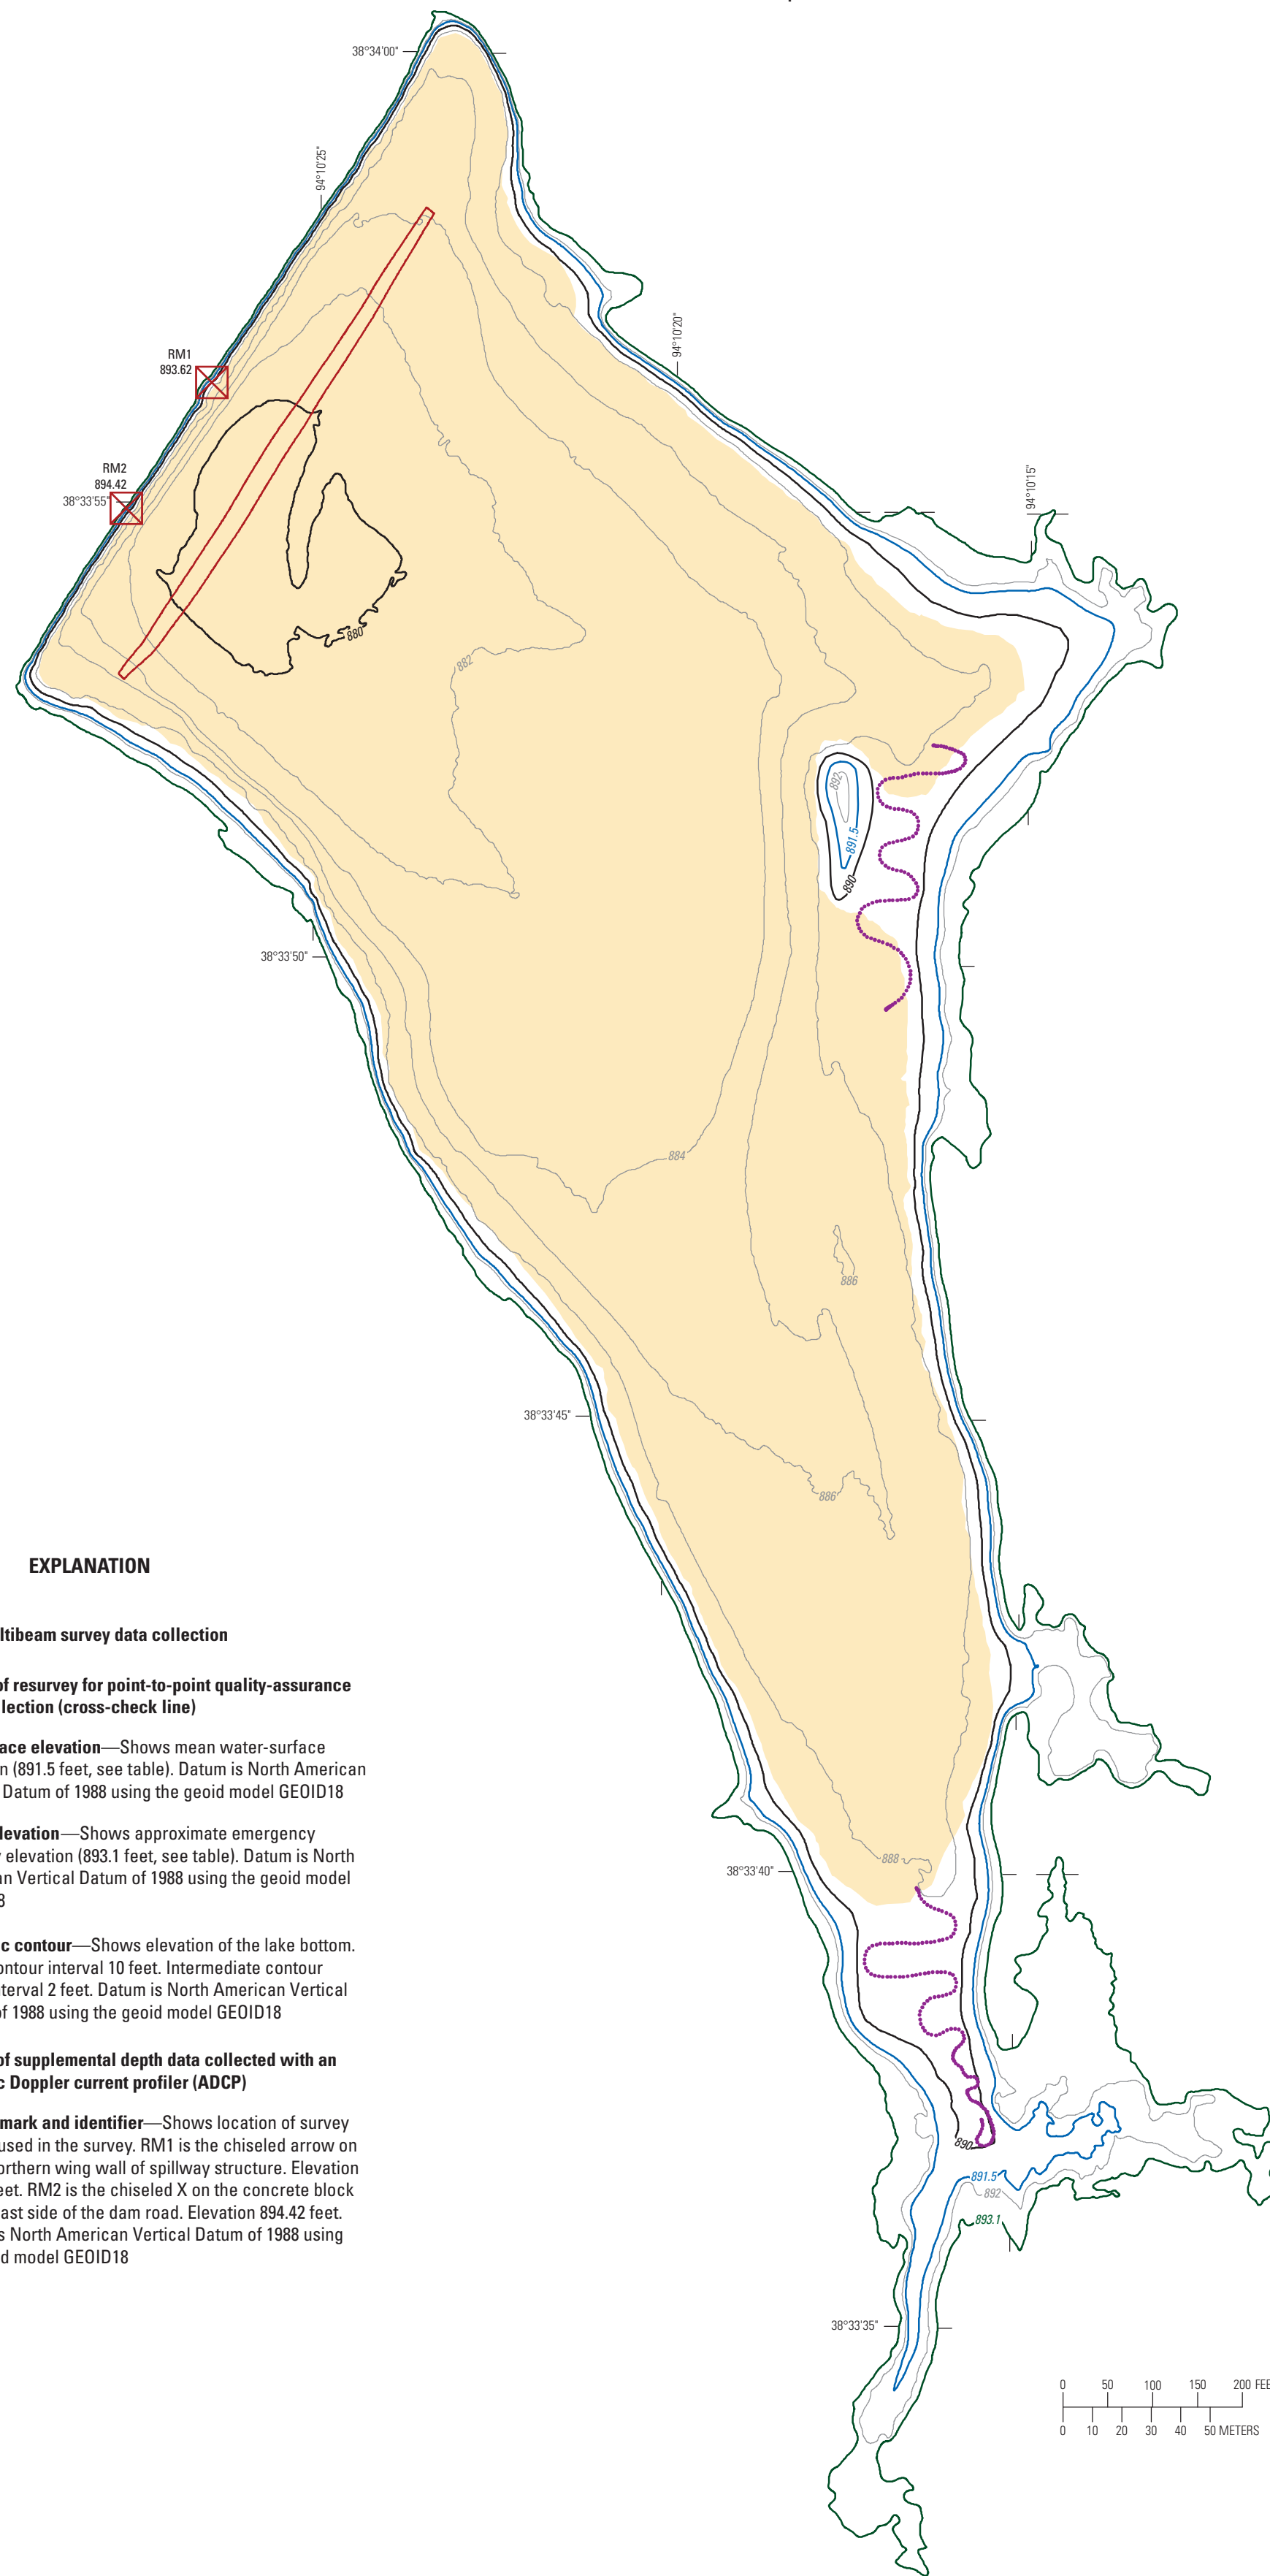 38°34'00"
94°10'25"
94°10'20"
RM1
893.62
RM2
894.42
38°33'55"
94°10'15"
880
882
892
891.5
890
38°33'50"
884
886
38°33'45"
886
EXPLANATION
ltibeam survey data collection
of resurvey for point-to-point quality-assurance
llection (cross-check line)
ace elevation—Shows mean water-surface
n (891.5 feet, see table). Datum is North American
Datum of 1988 using the geoid model GEOID18
levation—Shows approximate emergency
y elevation (893.1 feet, see table). Datum is North
an Vertical Datum of 1988 using the geoid model
8
c contour—Shows elevation of the lake bottom.
ontour interval 10 feet. Intermediate contour
terval 2 feet. Datum is North American Vertical
of 1988 using the geoid model GEOID18
of supplemental depth data collected with an
c Doppler current profiler (ADCP)
mark and identifier—Shows location of survey
used in the survey. RM1 is the chiseled arrow on
orthern wing wall of spillway structure. Elevation
eet. RM2 is the chiseled X on the concrete block
ast side of the dam road. Elevation 894.42 feet.
s North American Vertical Datum of 1988 using
d model GEOID18
888
38°33'40"
890
891.5
892
893.1
38°33'35"
0 50 100 150 200 FEE
0 10 20 30 40 50 METERS